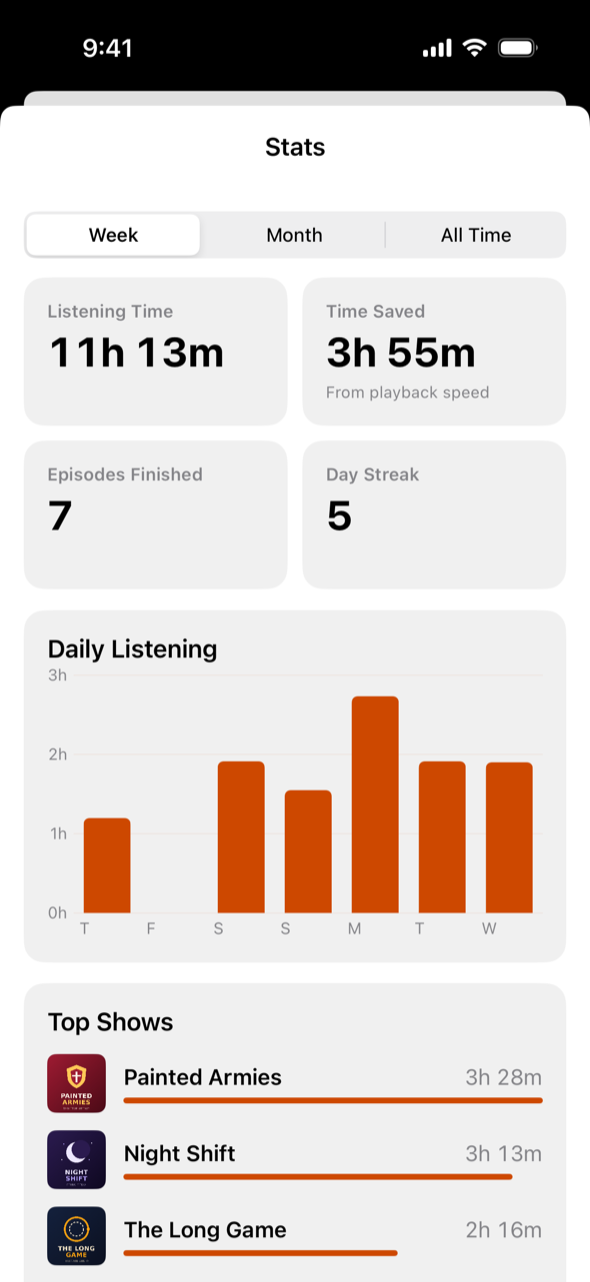 9:41
Stats
Week
Month
All Time
Listening Time
11h 13m
Time Saved
3h 55m
From playback speed
Episodes Finished
7
Day Streak
5
Daily Listening
3h
2h
1h
0h
T F S S M T W
Top Shows
PAINTED
ARMIES
Painted Armies
3h 28m
NIGHT
SHIFT
Night Shift
3h 13m
THE LONG
GAME
The Long Game
2h 16m